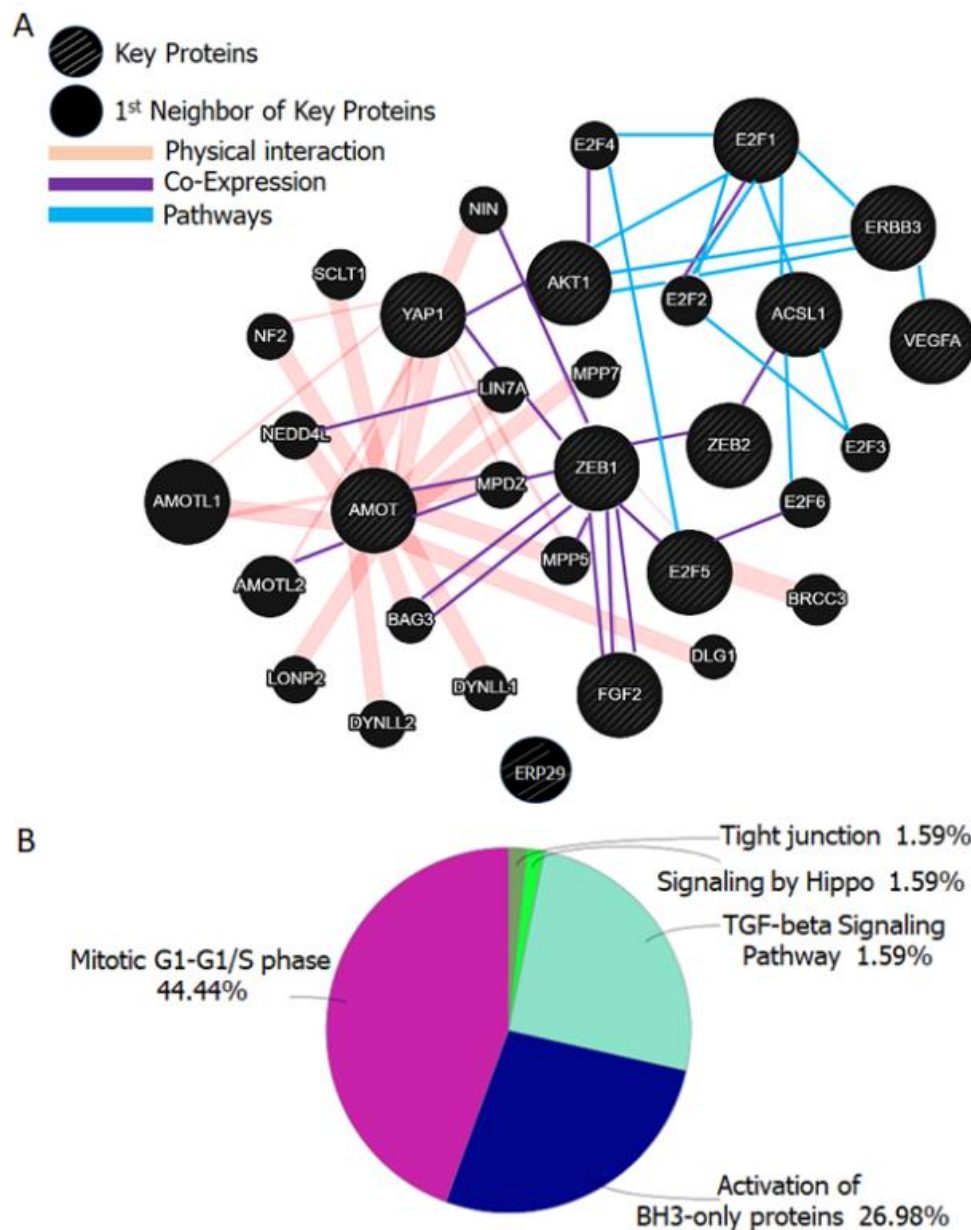 A
Key Proteins
1st Neighbor of Key Proteins
Physical interaction
Co-Expression
Pathways
E2F4
E2F1
NIN
ERBB3
SCLT1
AKT1
E2F2
YAP1
ACSL1
NF2
VEGFA
MPP7
LIN7A
NEDD4L
ZEB2
E2F3
ZEB1
MPDZ
AMOTL1
AMOT
E2F6
MPP5
E2F5
AMOTL2
BRCC3
BAG3
DLG1
LONP2
DYNLL1
FGF2
DYNLL2
ERP29
B
Tight junction 1.59%
Signaling by Hippo 1.59%
TGF-beta Signaling
Pathway 1.59%
Mitotic G1-G1/S phase
44.44%
Activation of
BH3-only proteins 26.98%